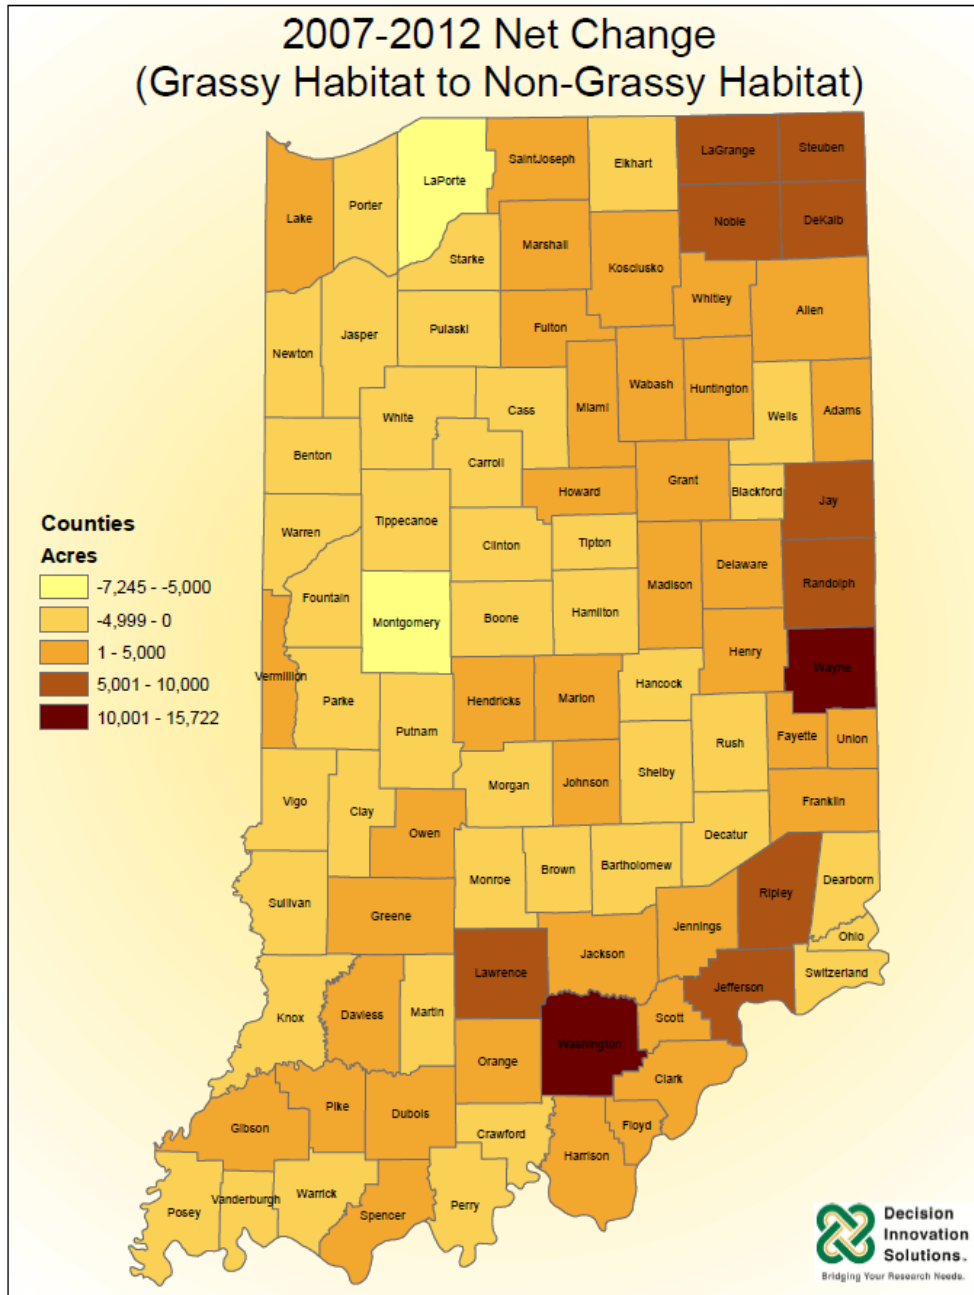 2007-2012 Net Change
(Grassy Habitat to Non-Grassy Habitat)
LaGrange
Steuben
SaintJoseph
Elkhart
LaPorte
Porter
Lake
Noble
DeKalb
Marshall
Starke
Kosciusko
Whitley
Allen
Fulton
Pulaski
Jasper
Newton
Wabash
Huntington
Miami
Cass
White
Wells
Adams
Benton
Carroll
Grant
Howard
Blackford
Jay
Tippecanoe
Warren
Clinton
Tipton
Delaware
Madison
Randolph
Fountain
Montgomery
Boone
Hamilton
Henry
Wayne
Vermillion
Parke
Hendricks
Marion
Hancock
Putnam
Fayette
Union
Rush
Shelby
Morgan
Johnson
Franklin
Vigo
Clay
Owen
Decatur
Monroe
Brown
Bartholomew
Dearborn
Ripley
Sullivan
Greene
Jennings
Ohio
Jackson
Lawrence
Switzerland
Jefferson
Knox
Daviess
Martin
Scott
Washington
Orange
Clark
Pike
Dubois
Gibson
Floyd
Crawford
Harrison
Warrick
Vanderburgh
Posey
Spencer
Perry
Counties
Acres
-7,245 - -5,000
-4,999 - 0
1 - 5,000
5,001 - 10,000
10,001 - 15,722
Decision
Innovation
Solutions.
Bridging Your Research Needs.